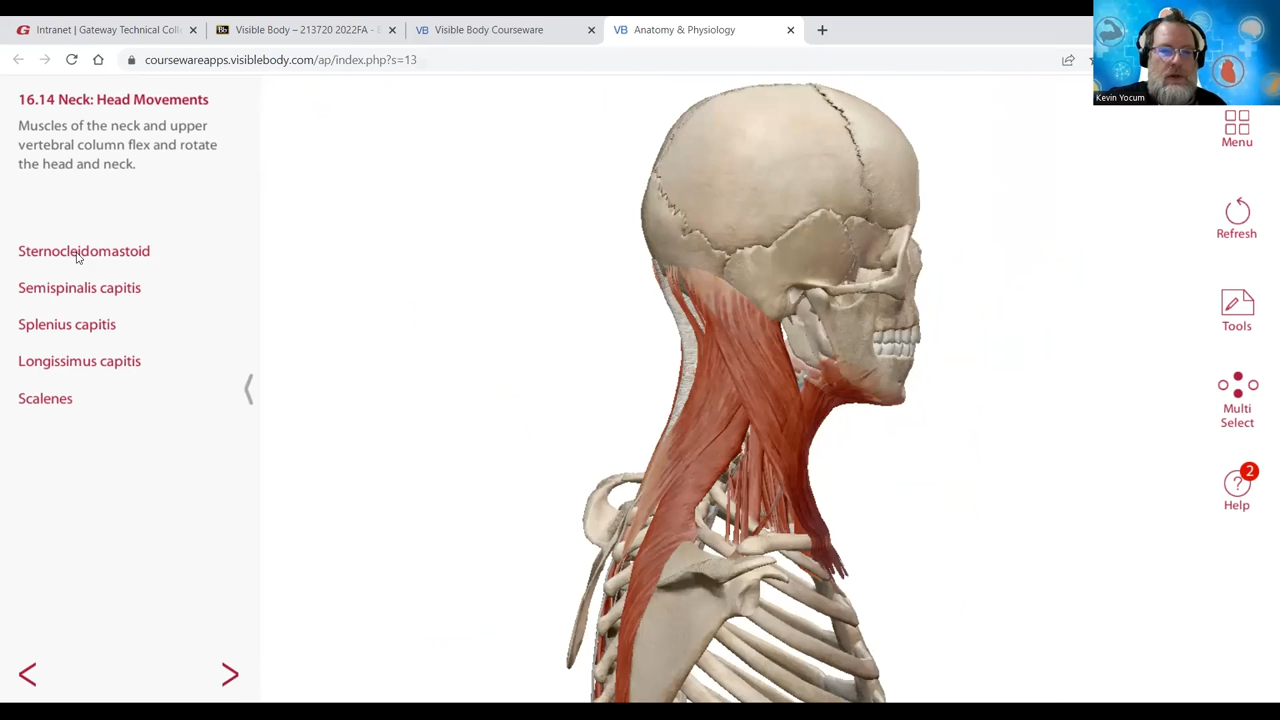 Intranet | Gateway Technical Coll
Visible Body – 213720 2022FA -
Visible Body Courseware
Anatomy & Physiology
coursewareapps.visiblebody.com/ap/index.php?s=13
Kevin Yocum
16.14 Neck: Head Movements
Muscles of the neck and upper
vertebral column flex and rotate
the head and neck.
Sternocleidomastoid
Semispinalis capitis
Splenius capitis
Longissimus capitis
Scalenes
Menu
Refresh
Tools
Multi
Select
2
Help